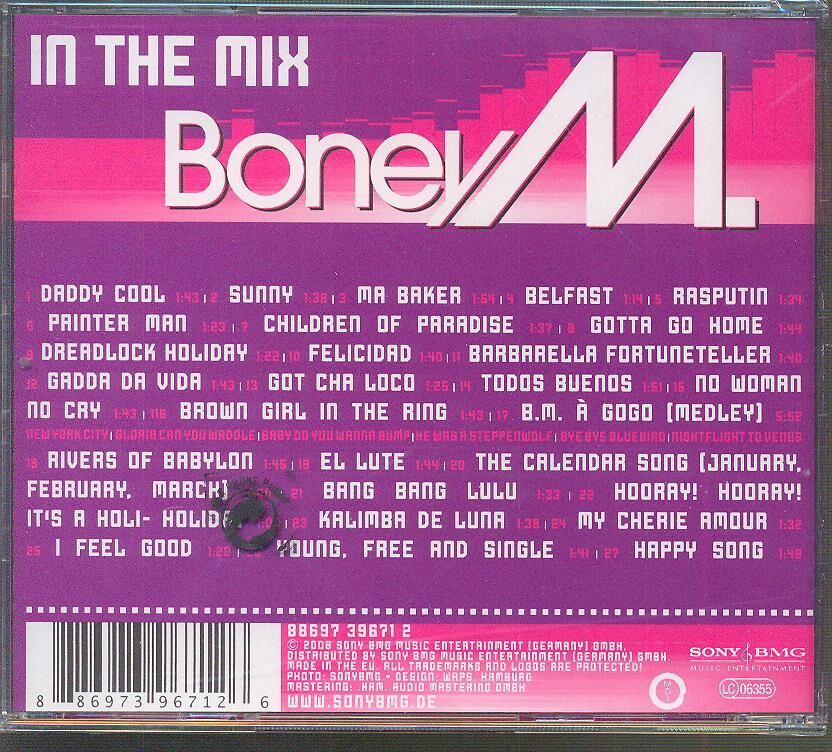 IN THE MIX
Boney M.
1 DADDY COOL 1:43 | 2 SUNNY 1:38 | 3 MA BAKER 1:54 | 4 BELFAST 1:14 | 5 RASPUTIN 1:34
6 PAINTER MAN 1:23 | 7 CHILDREN OF PARADISE 1:37 | 8 GOTTA GO HOME 1:44
9 DREADLOCK HOLIDAY 1:22 | 10 FELICIDAD 1:40 | 11 BARBARELLA FORTUNETELLER 1:40
12 GADDA DA VIDA 1:43 | 13 GOT CHA LOCO 1:25 | 14 TODOS BUENOS 1:51 | 15 NO WOMAN
NO CRY 1:43 | 116 BROWN GIRL IN THE RING 1:43 | 17 B.M. À GOGO (MEDLEY) 5:52
NEW YORK CITY | GLORIA CAN YOU WADDLE | BABY DO YOU WANNA BUMP | HE WAS A STEPPENWOLF | BYE BYE BLUEBIRD | NIGHTFLIGHT TO VENUS
18 RIVERS OF BABYLON 1:45 | 19 EL LUTE 1:44 | 20 THE CALENDAR SONG (JANUARY,
FEBRUARY, MARCH) 21 BANG BANG LULU 1:33 | 22 HOORAY! HOORAY!
IT'S A HOLI- | 23 KALIMBA DE LUNA 1:39 | 24 MY CHERIE AMOUR 1:32
25 I FEEL GOOD 1:22 | YOUNG, FREE AND SINGLE 1:41 | 27 HAPPY SONG 1:48
8 86973 96712 6
88697 39671 2
© 2008 SONY BMG MUSIC ENTERTAINMENT (GERMANY) GMBH.
DISTRIBUTED BY SONY BMG MUSIC ENTERTAINMENT (GERMANY) GMBH.
MADE IN THE EU. ALL TRADEMARKS AND LOGOS ARE PROTECTED!
PHOTO: SONYBMG • DESIGN: WAPS, HAMBURG
MASTERING: .HAM. AUDIO MASTERING GMBH
WWW.SONYBMG.DE
SONY BMG
MUSIC ENTERTAINMENT
LC 06355